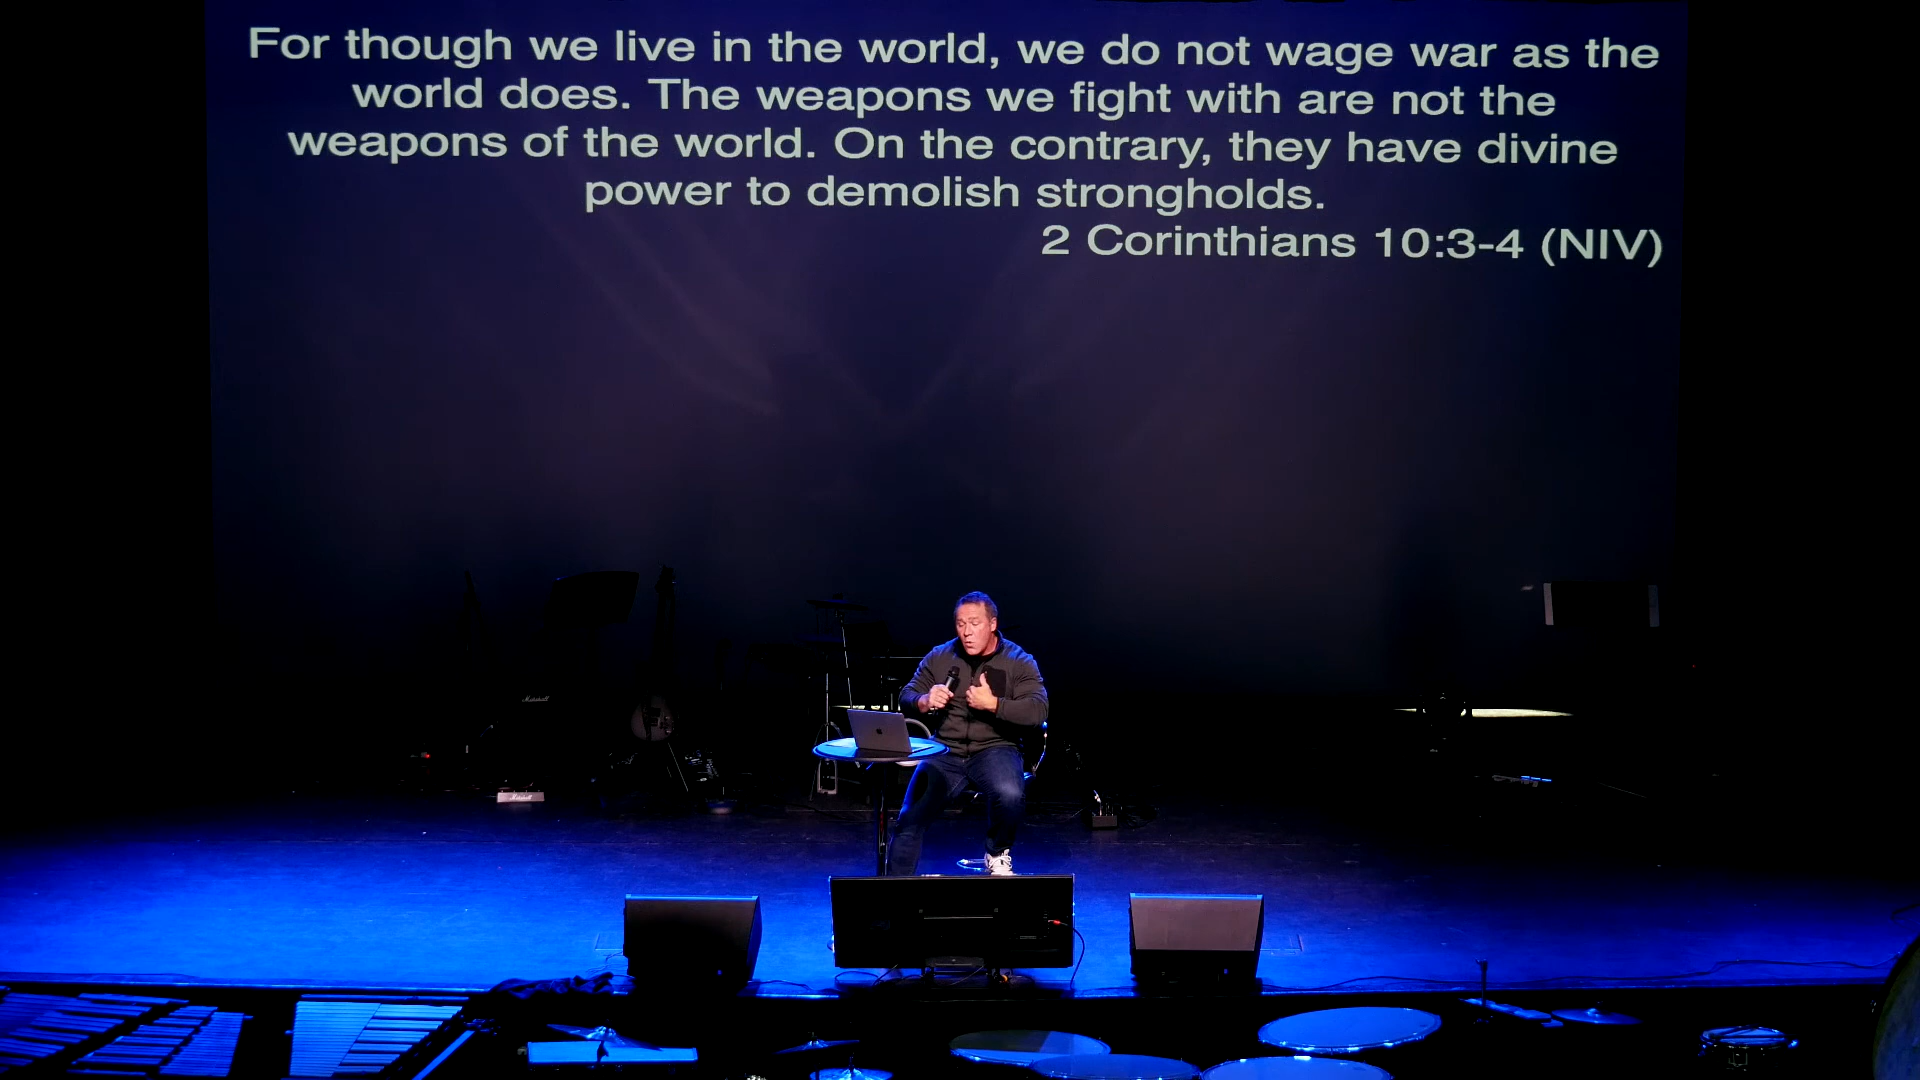 For though we live in the world, we do not wage war as the
world does. The weapons we fight with are not the
weapons of the world. On the contrary, they have divine
power to demolish strongholds.
2 Corinthians 10:3-4 (NIV)
Marshall
Marshall